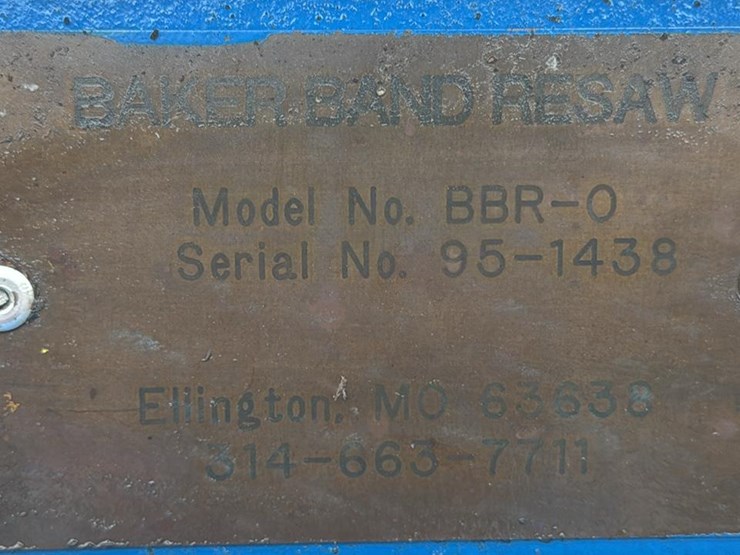 BAKER BAND RESAW
Model No. BBR-0
Serial No. 95-1438
Ellington, MO 63638
314-663-7711